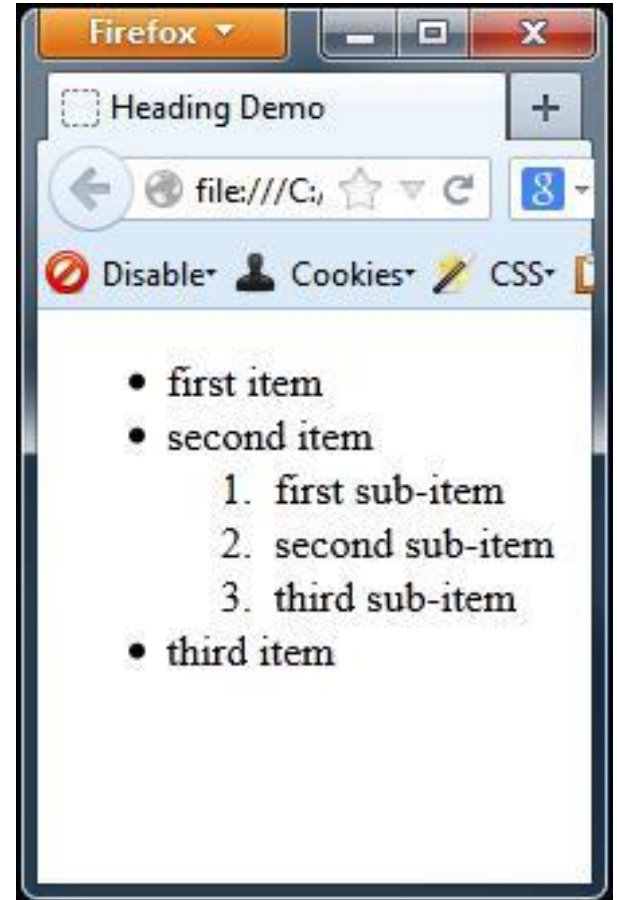 Firefox
X
Heading Demo
+
file:///C:/
8
Disable
Cookies
CSS
• first item
• second item
1. first sub-item
2. second sub-item
3. third sub-item
• third item